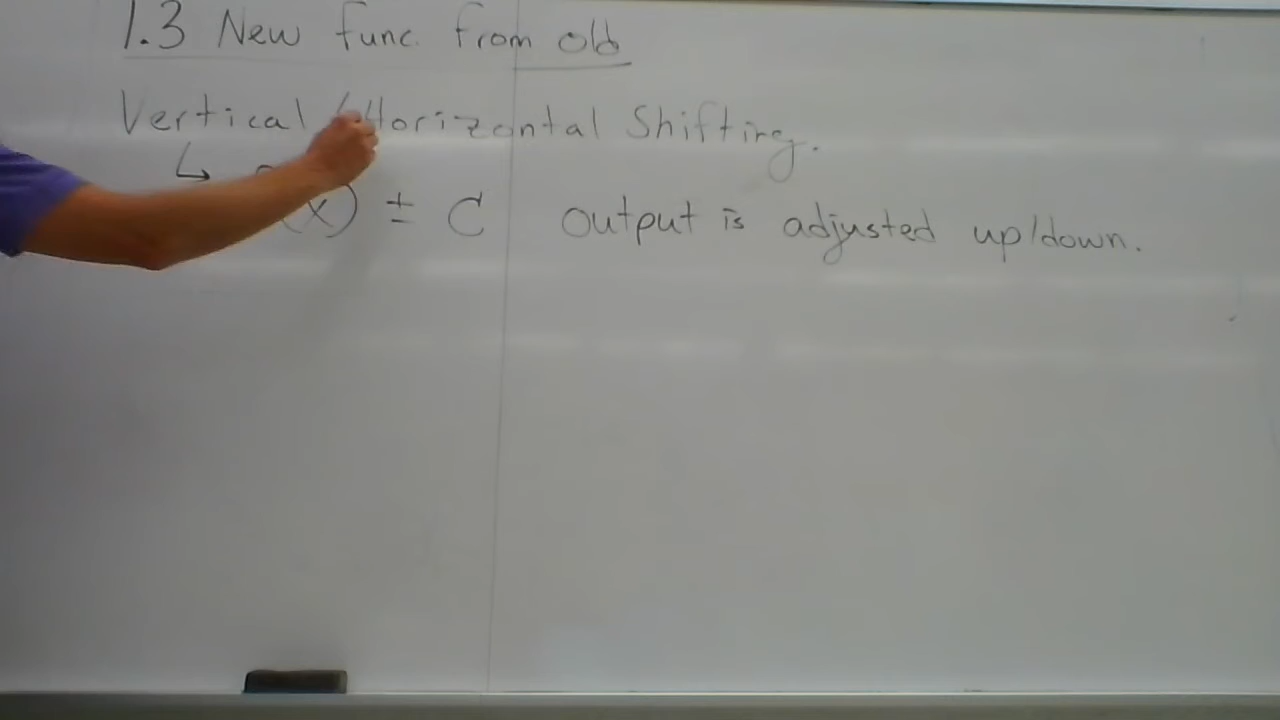 1.3 New func. from old
Vertical / Horizontal Shifting.
(x) ± C output is adjusted up/down.